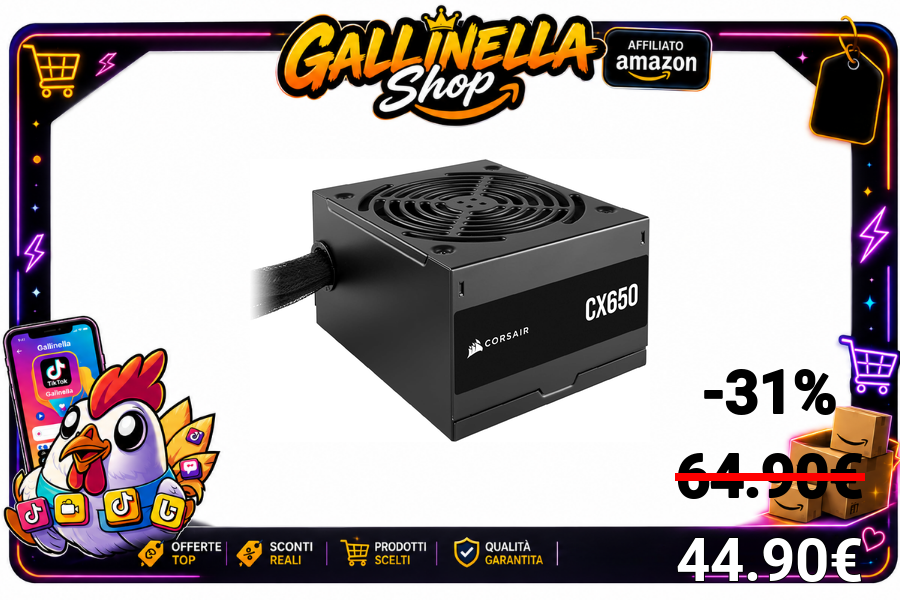 GALLINELLA
Shop
AFFILIATO
amazon
Gallinella
TikTok
Gallinella
CX650
CORSAIR
-31%
64.90€
44.90€
OFFERTE
TOP
SCONTI
REALI
PRODOTTI
SCELTI
QUALITÀ
GARANTITA